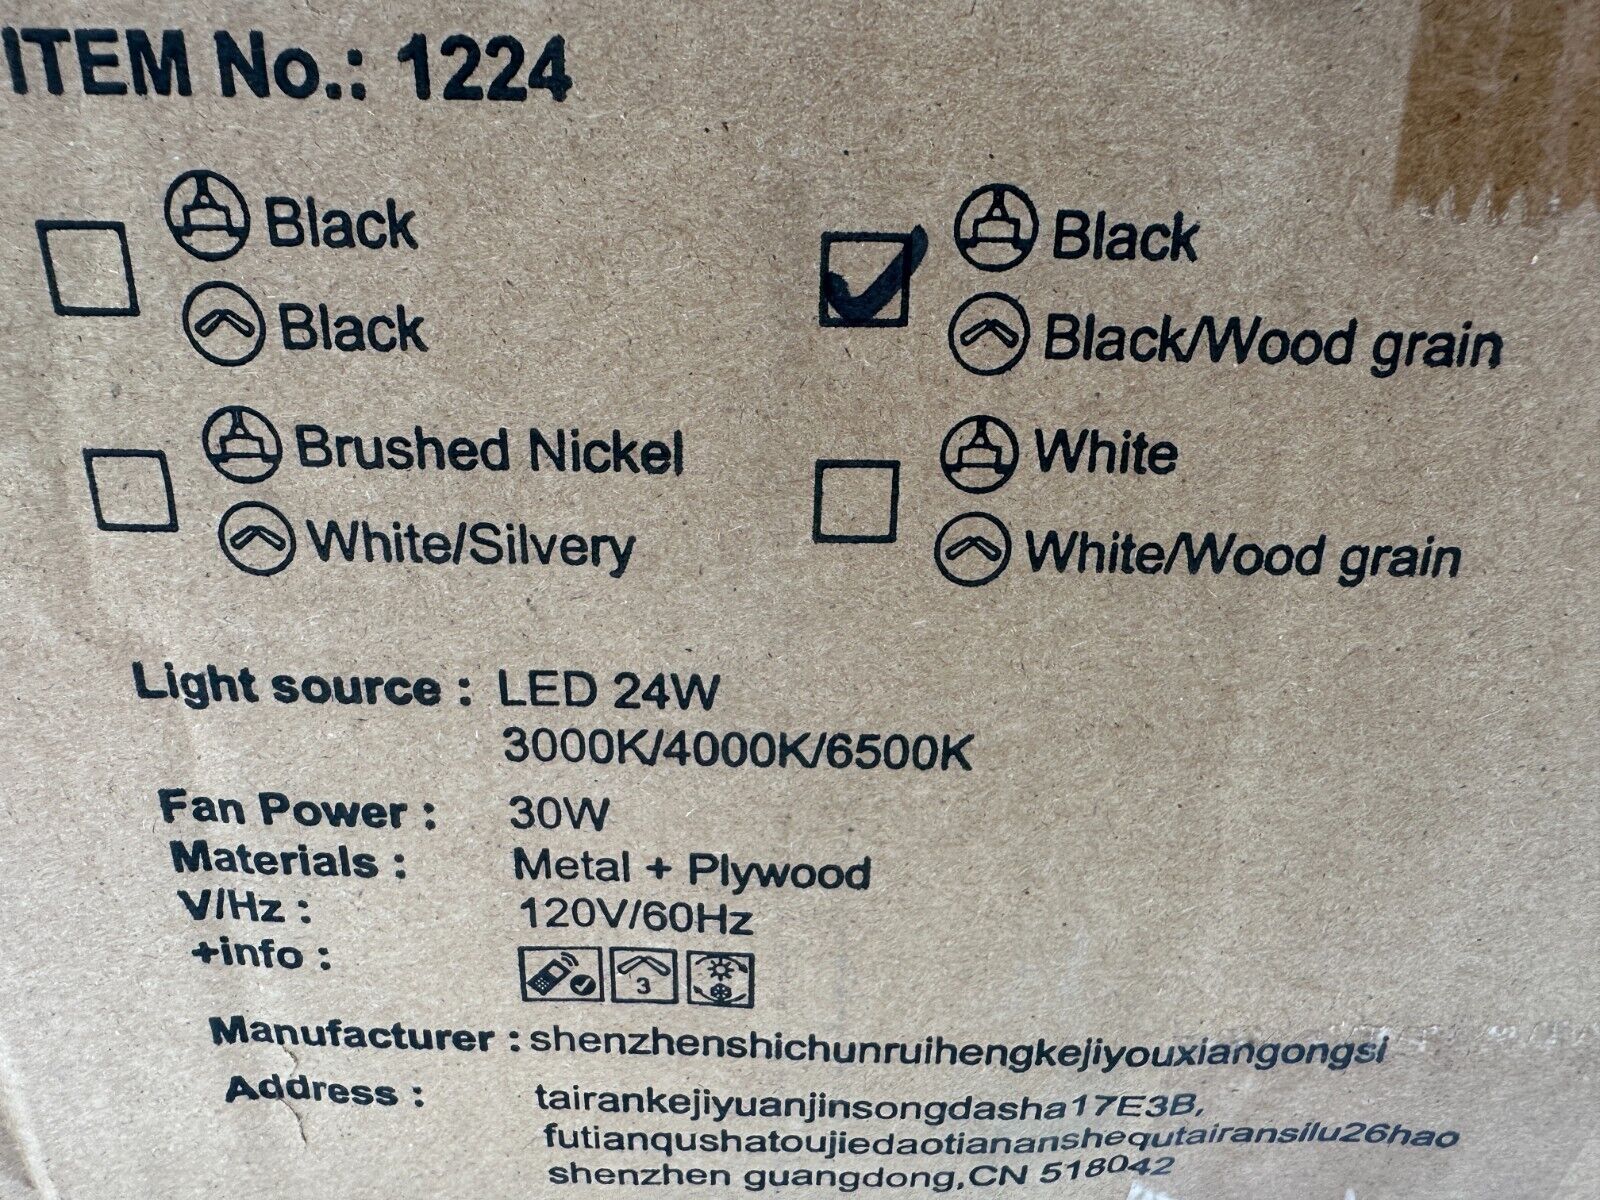 ITEM No.: 1224
Black
Black
Black
Black/Wood grain
Brushed Nickel
White/Silvery
White
White/Wood grain
Light source : LED 24W
3000K/4000K/6500K
Fan Power : 30W
Materials : Metal + Plywood
V/Hz : 120V/60Hz
+info :
3
Manufacturer : shenzhenshichunruihengkejiyouxiangongsi
Address : tairankejiyuanjinsongdasha17E3B,
futianqushatoujiedaotiananshequtairansilu26hao
shenzhen guangdong,CN 518042